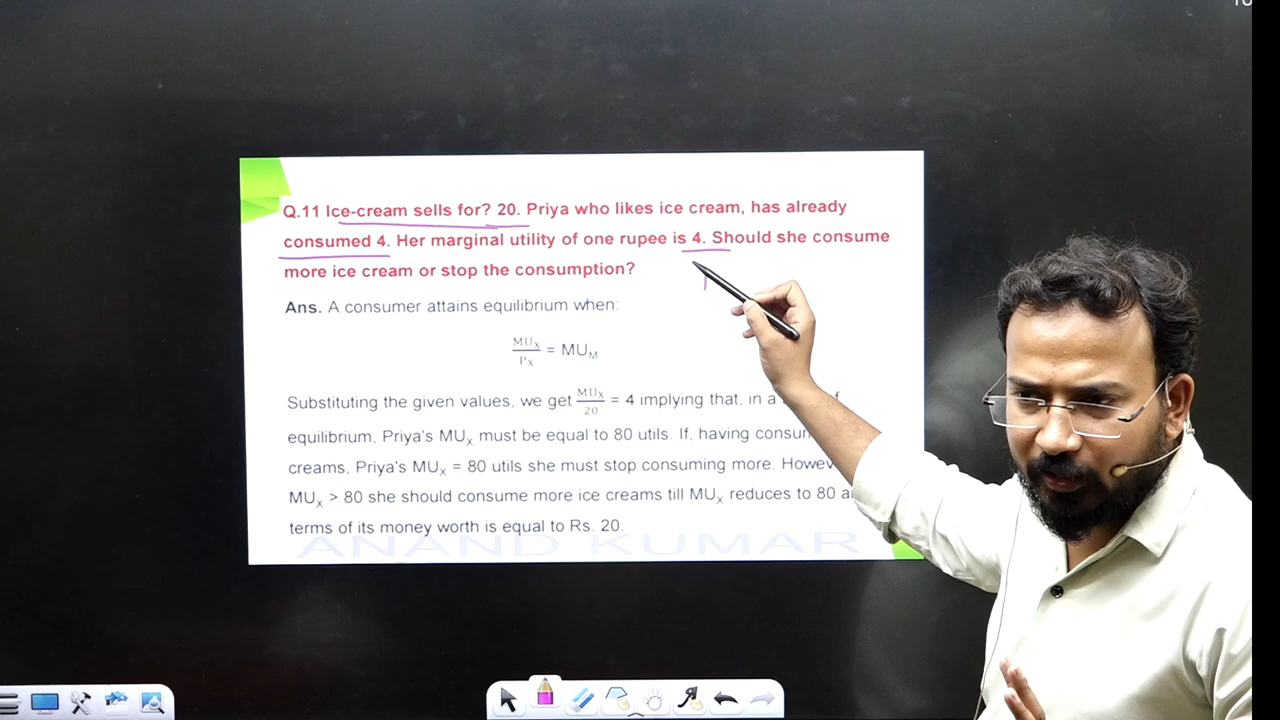 Q.11 Ice-cream sells for? 20. Priya who likes ice cream, has already
consumed 4. Her marginal utility of one rupee is 4. Should she consume
more ice cream or stop the consumption?
Ans. A consumer attains equilibrium when:
MUx/Px = MUM
Substituting the given values, we get MUx/20 = 4 implying that, in a
equilibrium, Priya's MUx must be equal to 80 utils. If, having
creams, Priya's MUx = 80 utils she must stop consuming more.
MUx > 80 she should consume more ice creams till MUx reduces to 80
terms of its money worth is equal to Rs. 20.
ANAND KUMAR